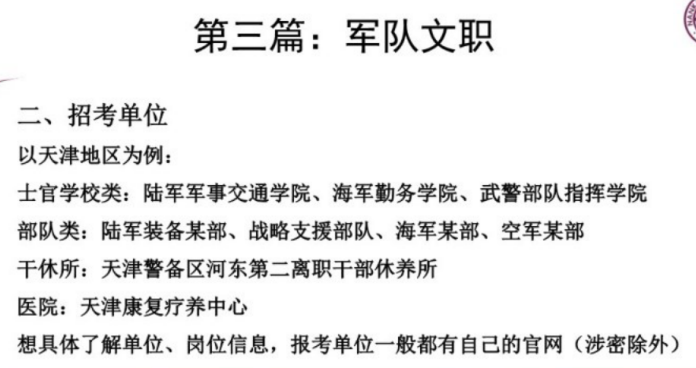 第三篇：军队文职
二、招考单位
以天津地区为例：
士官学校类：陆军军事交通学院、海军勤务学院、武警部队指挥学院
部队类：陆军装备某部、战略支援部队、海军某部、空军某部
干休所：天津警备区河东第二离职干部休养所
医院：天津康复疗养中心
想具体了解单位、岗位信息，报考单位一般都有自己的官网（涉密除外）